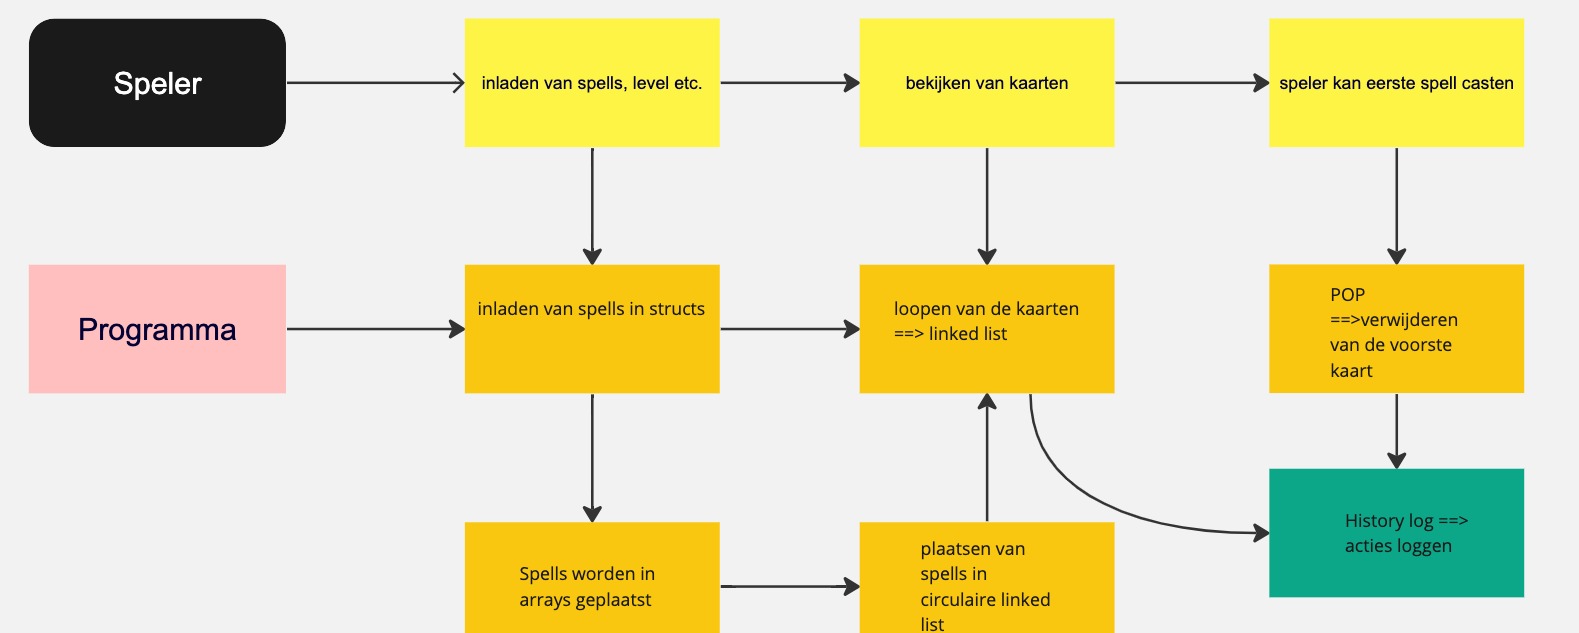 Speler
inladen van spells, level etc.
bekijken van kaarten
speler kan eerste spell casten
Programma
inladen van spells in structs
loopen van de kaarten
==> linked list
POP
==>verwijderen
van de voorste
kaart
Spells worden in
arrays geplaatst
plaatsen van
spells in
circulaire linked
list
History log ==>
acties loggen